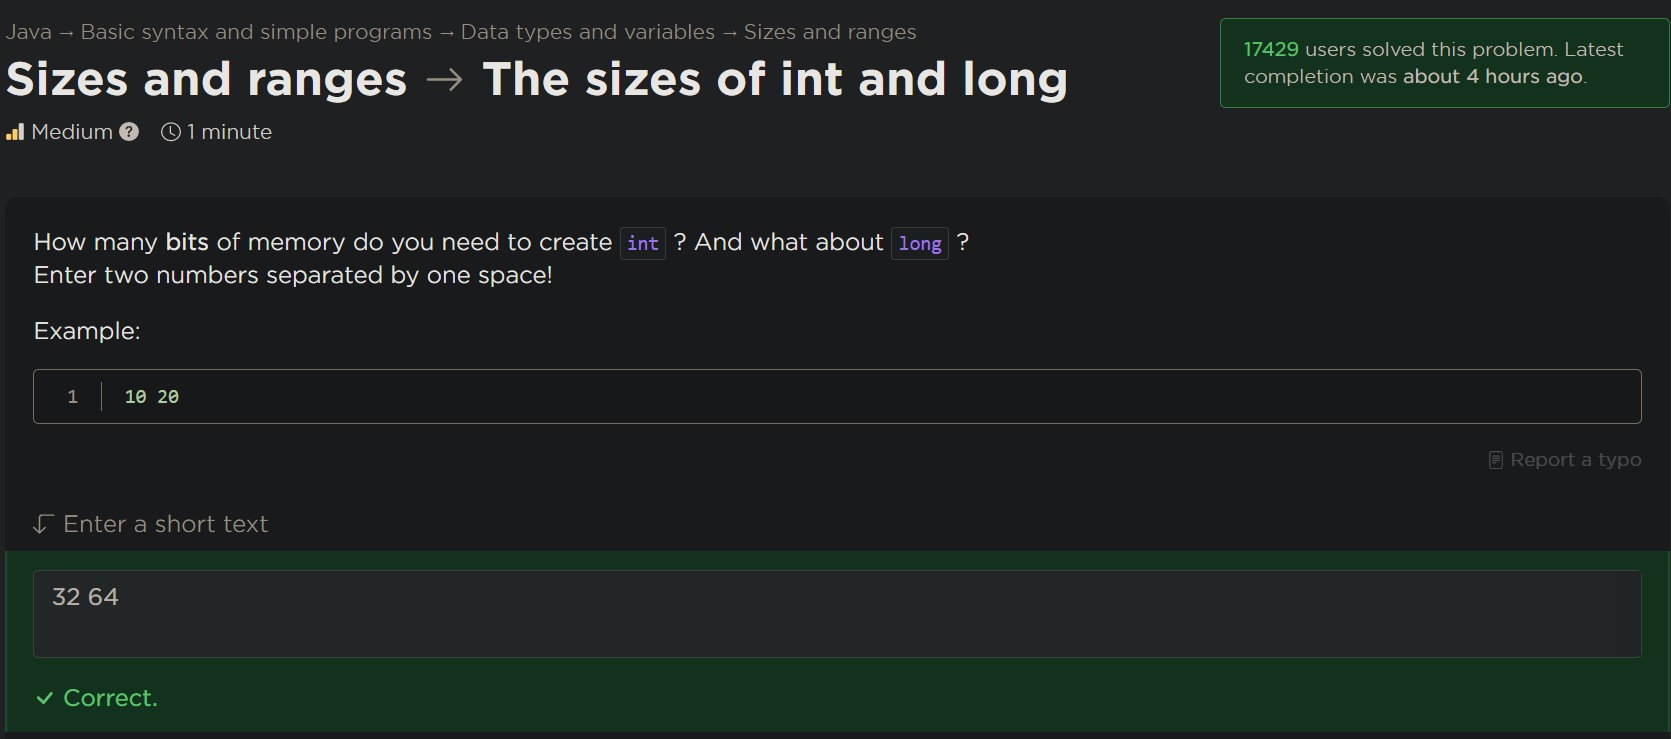 Java → Basic syntax and simple programs → Data types and variables → Sizes and ranges
Sizes and ranges → The sizes of int and long
Medium ? 1 minute
17429 users solved this problem. Latest
completion was about 4 hours ago.
How many bits of memory do you need to create int ? And what about long ?
Enter two numbers separated by one space!
Example:
1 10 20
Report a typo
Enter a short text
32 64
✓ Correct.